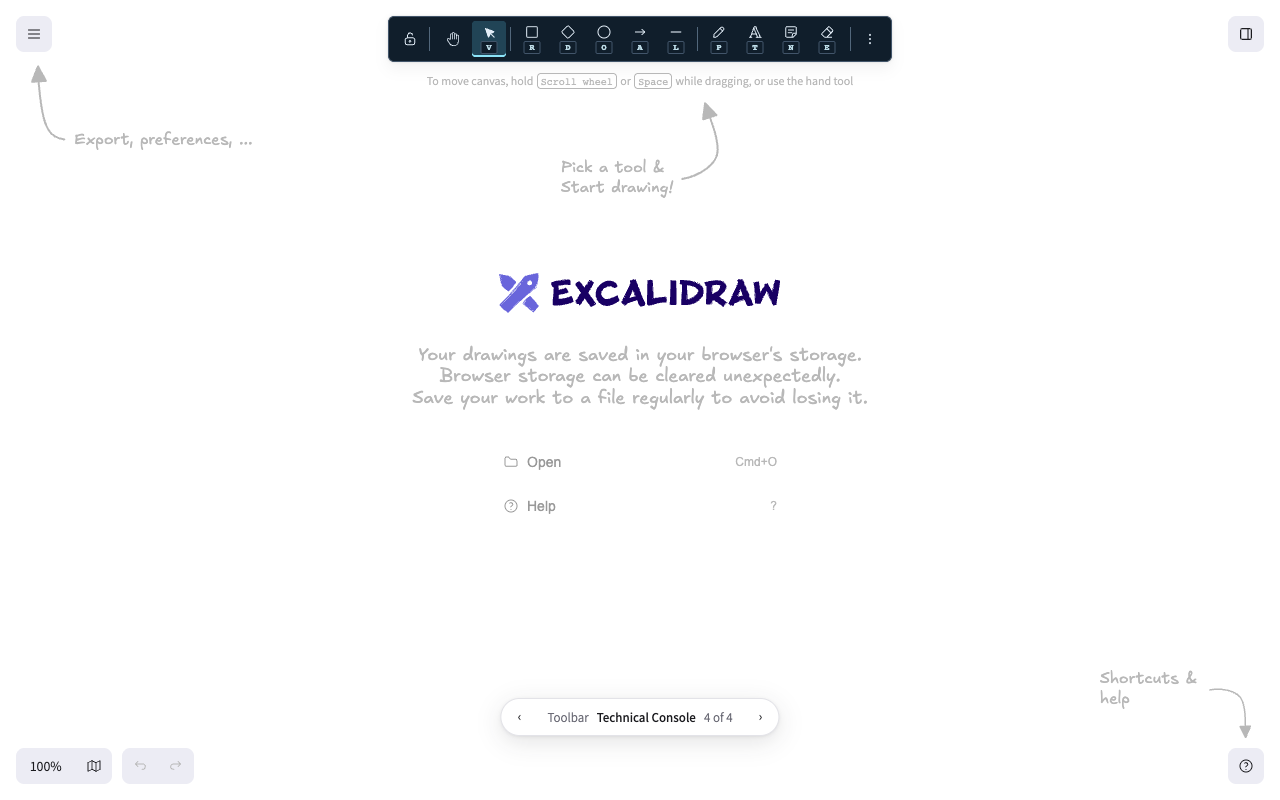 V R D O A L P T N E
To move canvas, hold Scroll wheel or Space while dragging, or use the hand tool
Export, preferences, ...
Pick a tool &
Start drawing!
EXCALIDRAW
Your drawings are saved in your browser's storage.
Browser storage can be cleared unexpectedly.
Save your work to a file regularly to avoid losing it.
Open Cmd+O
Help ?
Shortcuts &
help
‹ Toolbar Technical Console 4 of 4 ›
100%